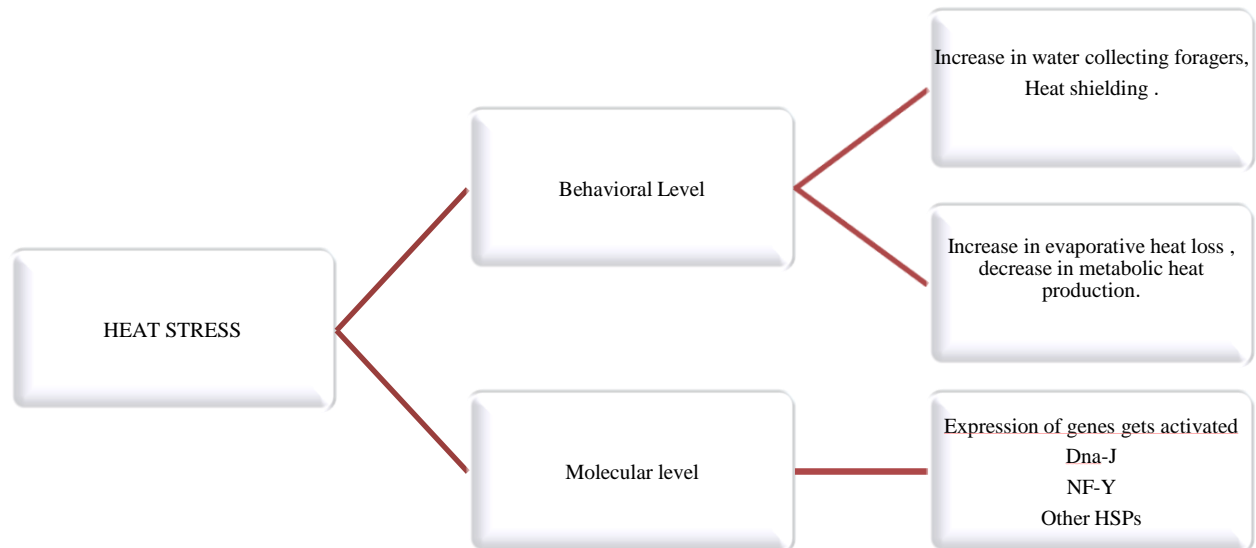 HEAT STRESS
Behavioral Level
Increase in water collecting foragers,
Heat shielding .
Increase in evaporative heat loss ,
decrease in metabolic heat
production.
Molecular level
Expression of genes gets activated
Dna-J
NF-Y
Other HSPs